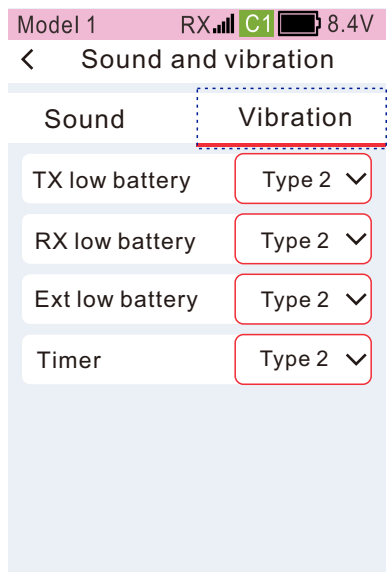 Model 1 RX C1 8.4V
Sound and vibration
Sound Vibration
TX low battery Type 2
RX low battery Type 2
Ext low battery Type 2
Timer Type 2